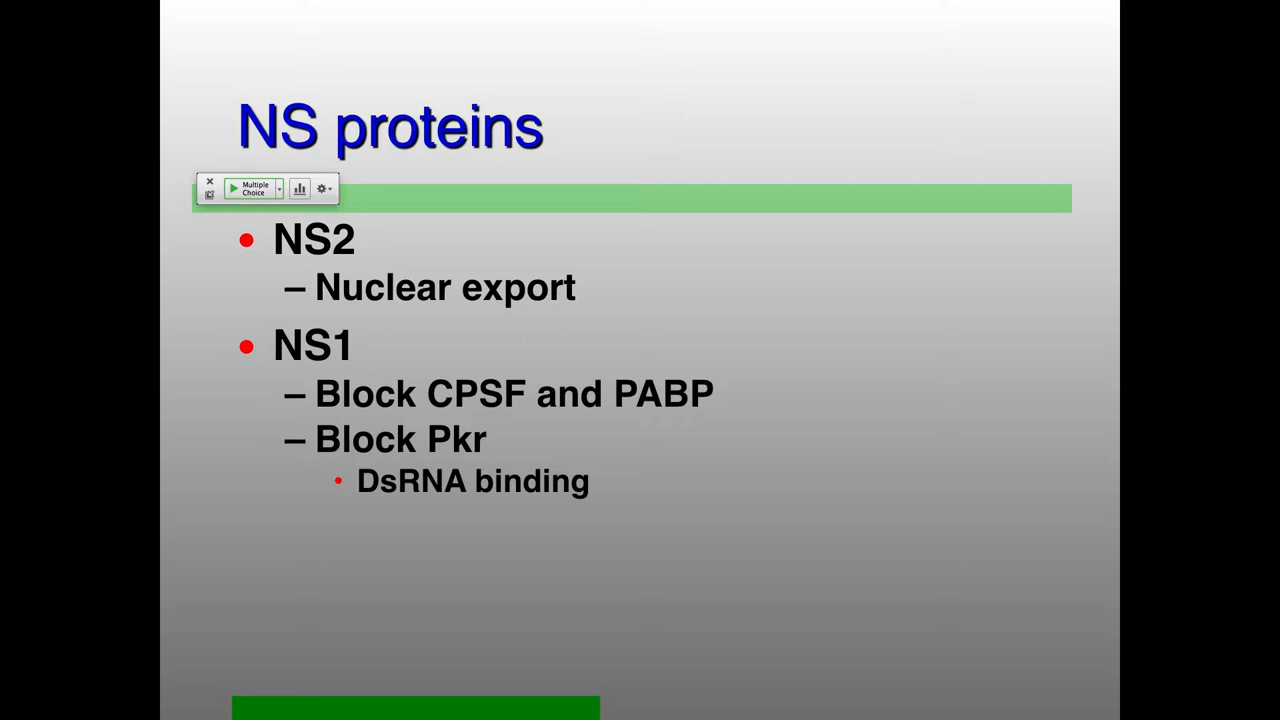 NS proteins
Multiple
Choice
• NS2
– Nuclear export
• NS1
– Block CPSF and PABP
– Block Pkr
• DsRNA binding